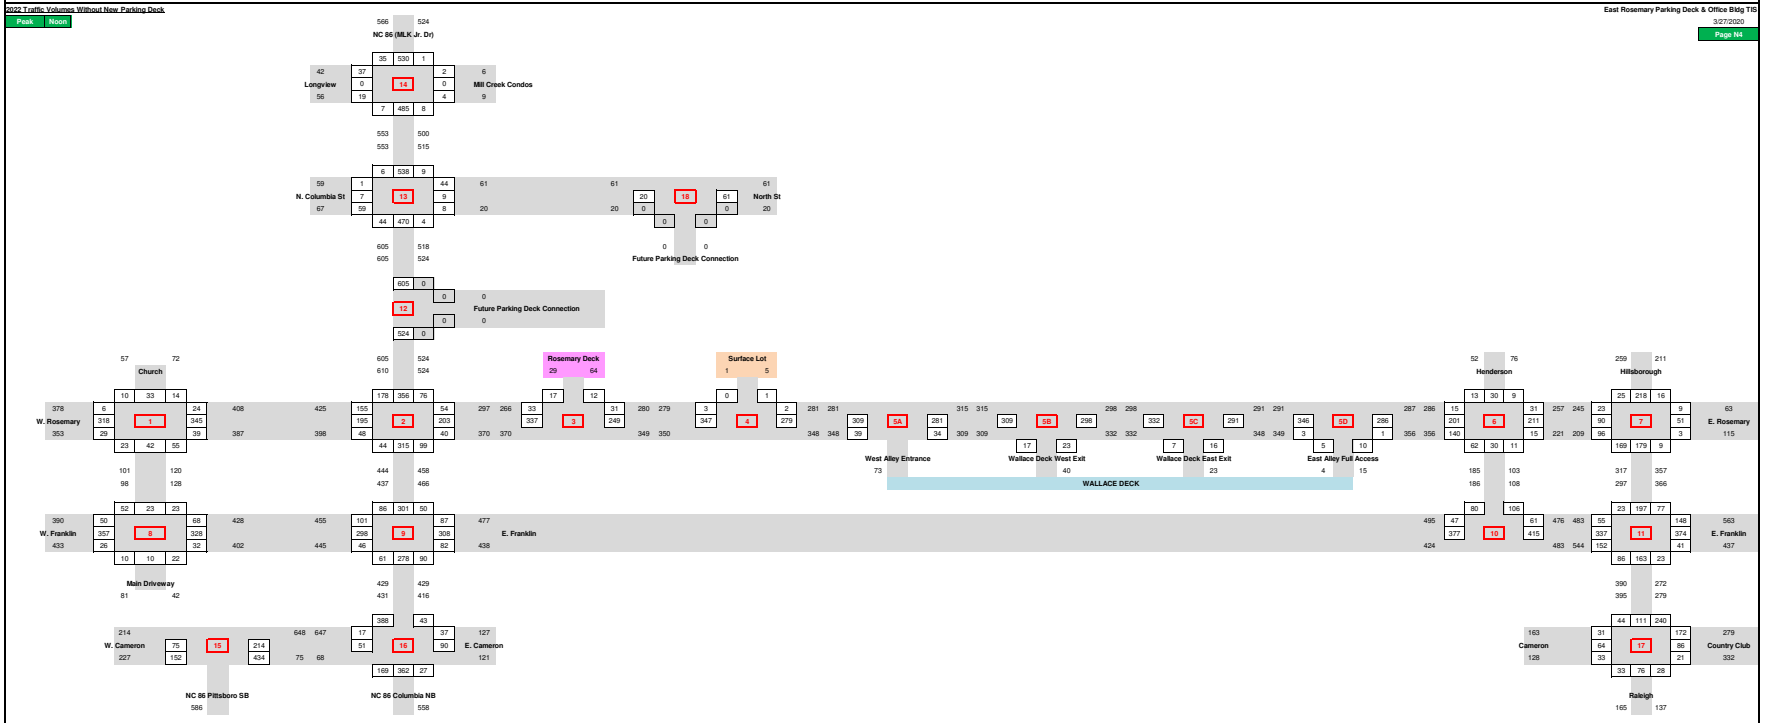 2022 Traffic Volumes Without New Parking Deck East Rosemary Parking Deck & Office Bldg TIS
Peak Noon 566 524 3/27/2020
NC 86 (MLK Jr. Dr) Page N4
35 530 1
42 37 2 6
Longview 0 14 0 Mill Creek Condos
56 19 4 9
7 485 8
553 500
553 515
6 538 9
59 1 44 61 61 61
N. Columbia St 7 13 9 20 18 61 North St
67 59 8 20 20 0 0 20
44 470 4 0 0
605 518 0 0
605 524 Future Parking Deck Connection
605 0
0 0
12 Future Parking Deck Connection
0 0
524 0
57 72 605 524 Rosemary Deck Surface Lot 52 76 259 211
Church 610 524 29 64 1 5 Henderson Hillsborough
10 33 14 178 356 76 17 12 0 1 13 30 9 25 218 16
378 6 24 408 425 155 54 297 266 33 31 280 279 3 2 281 281 309 281 315 315 309 298 298 298 332 291 291 291 346 286 287 286 15 31 257 245 23 9 63
W. Rosemary 318 1 345 195 2 203 337 3 249 347 4 279 5A 5B 5C 5D 201 6 211 90 7 51 E. Rosemary
353 29 39 387 398 48 40 370 370 349 350 348 348 39 34 309 309 332 332 348 349 3 1 356 356 140 15 221 209 96 3 115
23 42 55 44 315 99 17 23 7 16 5 10 62 30 11 169 179 9
West Alley Entrance Wallace Deck West Exit Wallace Deck East Exit East Alley Full Access
101 120 444 458 73 40 23 4 15 185 103 317 357
98 128 437 466 WALLACE DECK 186 108 297 366
52 23 23 86 301 50 80 106 23 197 77
390 50 68 428 455 101 87 477 495 47 61 476 483 55 148 563
W. Franklin 357 8 328 298 9 308 E. Franklin 377 10 415 337 11 374 E. Franklin
433 26 32 402 445 46 82 438 424 483 544 152 41 437
10 10 22 61 278 90 86 163 23
Main Driveway 429 429 390 272
81 42 431 416 395 279
388 43 44 111 240
214 648 647 17 37 127 163 31 172 279
W. Cameron 75 15 214 51 16 90 E. Cameron Cameron 64 17 86 Country Club
227 152 434 75 68 121 128 33 21 332
169 362 27 33 76 28
NC 86 Pittsboro SB NC 86 Columbia NB Raleigh
586 558 165 137